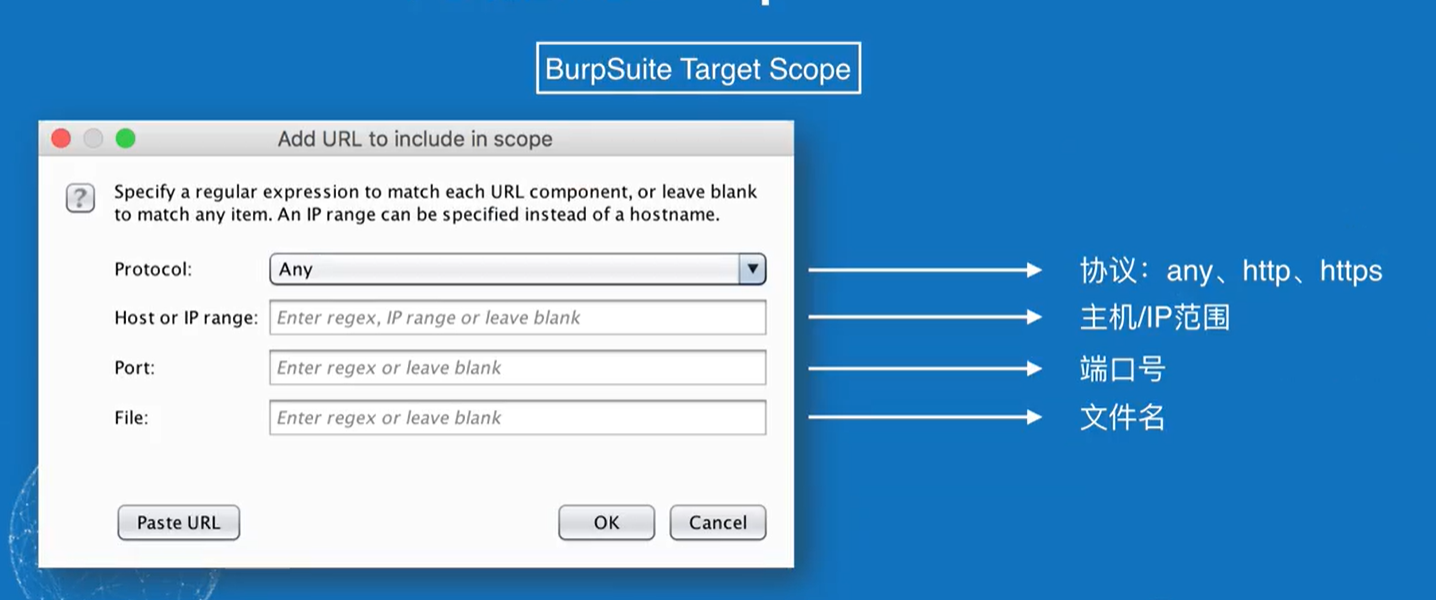 BurpSuite Target Scope
Add URL to include in scope
?
Specify a regular expression to match each URL component, or leave blank
to match any item. An IP range can be specified instead of a hostname.
Protocol: Any 协议：any、http、https
Host or IP range: Enter regex, IP range or leave blank 主机/IP范围
Port: Enter regex or leave blank 端口号
File: Enter regex or leave blank 文件名
Paste URL OK Cancel